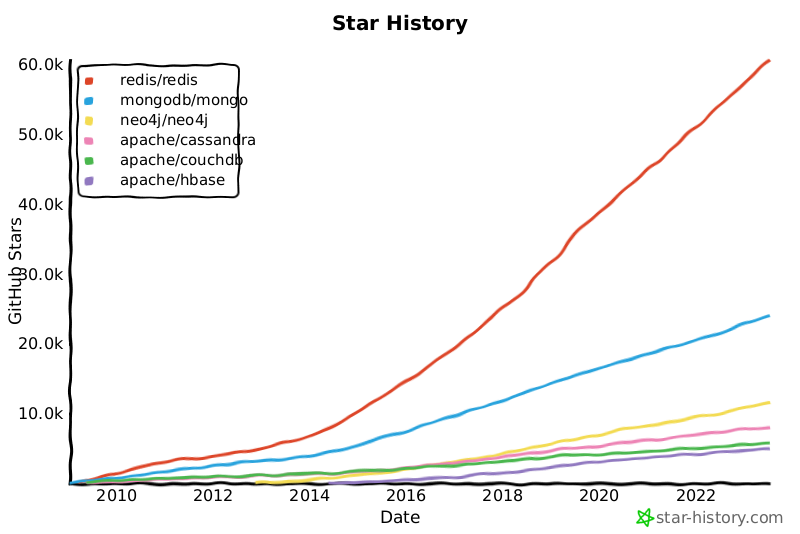 Star History
redis/redis
mongodb/mongo
neo4j/neo4j
apache/cassandra
apache/couchdb
apache/hbase
GitHub Stars
60.0k
50.0k
40.0k
30.0k
20.0k
10.0k
2010 2012 2014 2016 2018 2020 2022
Date
star-history.com